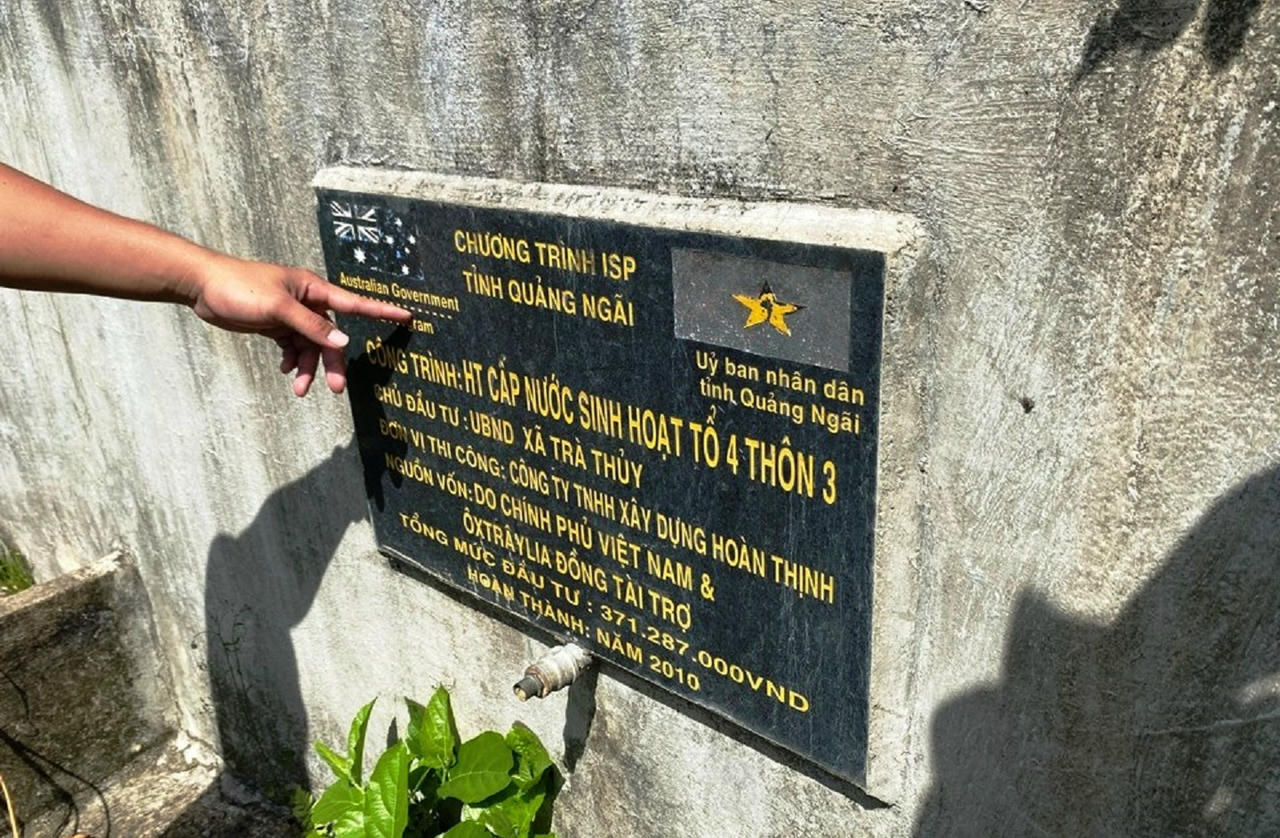 Australian Government
CHƯƠNG TRÌNH ISP
TỈNH QUẢNG NGÃI
Uỷ ban nhân dân
tỉnh Quảng Ngãi
CÔNG TRÌNH: HT CẤP NƯỚC SINH HOẠT TỔ 4 THÔN 3
CHỦ ĐẦU TƯ : UBND XÃ TRÀ THỦY
ĐƠN VỊ THI CÔNG: CÔNG TY TNHH XÂY DỰNG HOÀN THỊNH
NGUỒN VỐN: DO CHÍNH PHỦ VIỆT NAM &
ÔXTRÂYLIA ĐỒNG TÀI TRỢ
TỔNG MỨC ĐẦU TƯ : 371.287.000VND
HOÀN THÀNH: NĂM 2010